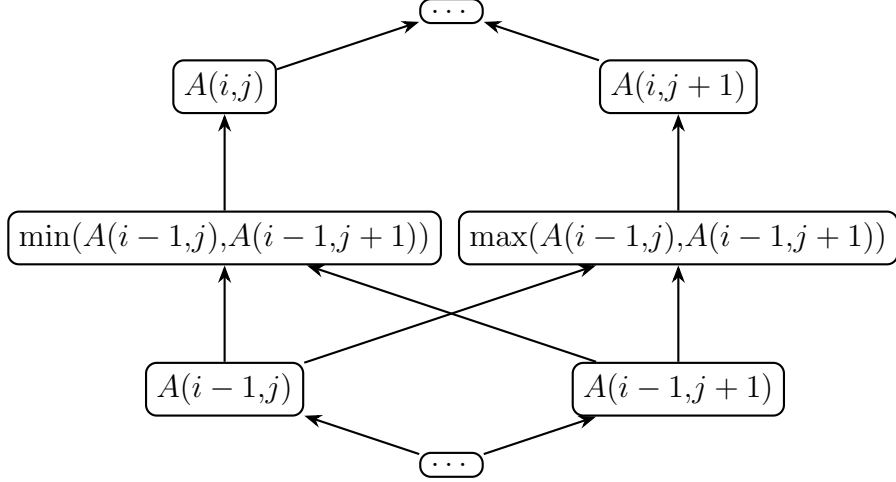 ···
A(i,j)
A(i,j + 1)
min(A(i − 1,j),A(i − 1,j + 1))
max(A(i − 1,j),A(i − 1,j + 1))
A(i − 1,j)
A(i − 1,j + 1)
···